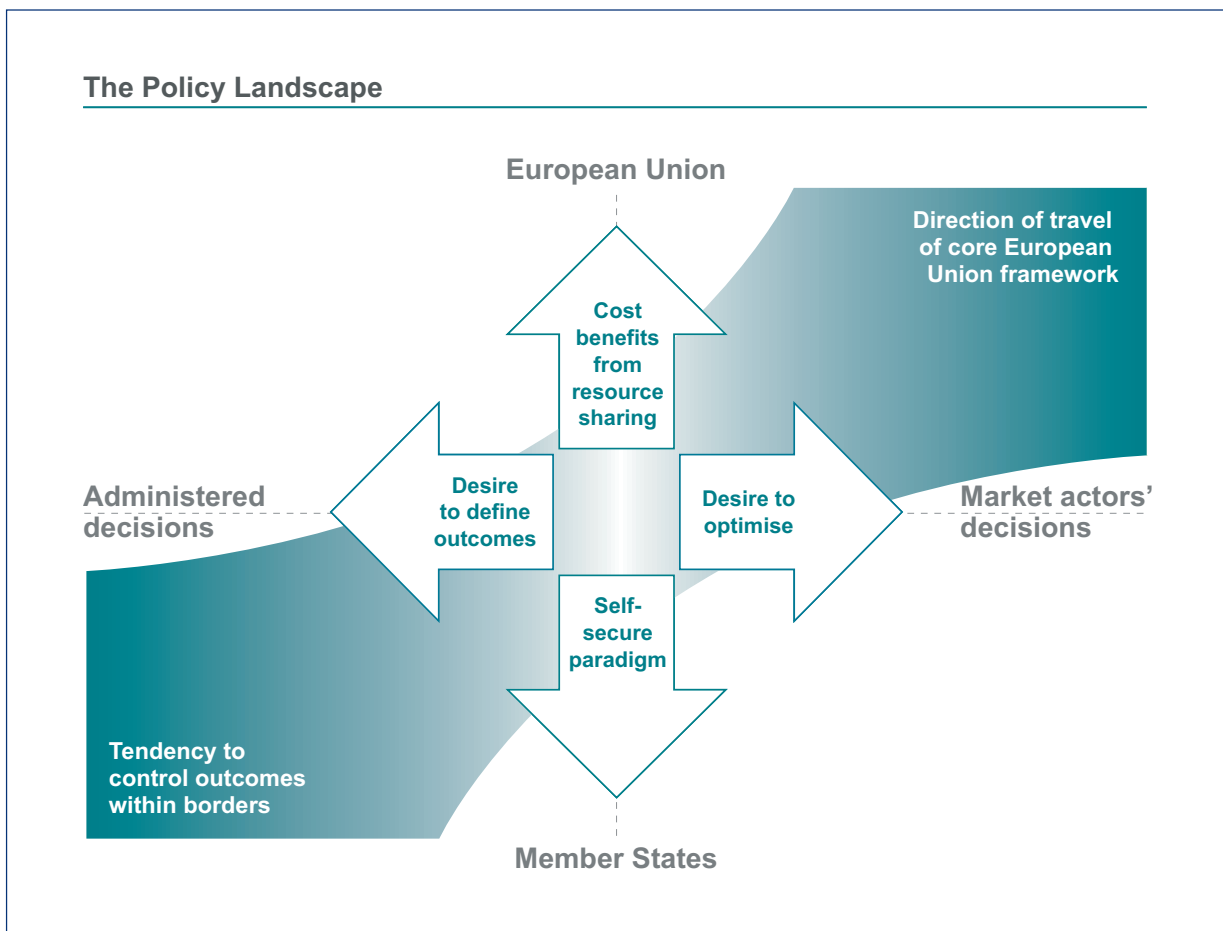 The Policy Landscape
European Union
Direction of travel
of core European
Union framework
Cost
benefits
from
resource
sharing
Administered
decisions
Desire
to define
outcomes
Desire to
optimise
Market actors’
decisions
Self-
secure
paradigm
Tendency to
control outcomes
within borders
Member States